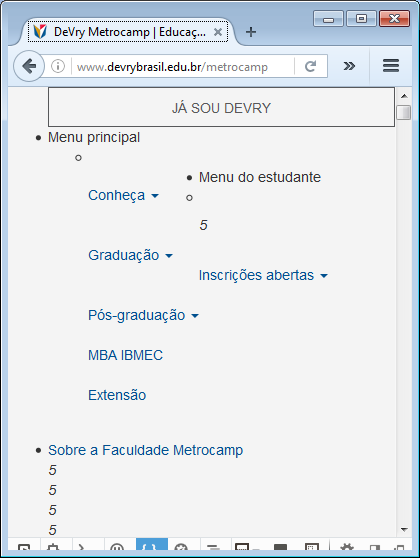 DeVry Metrocamp | Educaç...
www.devrybrasil.edu.br/metrocamp
JÁ SOU DEVRY
Menu principal
Menu do estudante
Conheça
5
Graduação
Inscrições abertas
Pós-graduação
MBA IBMEC
Extensão
Sobre a Faculdade Metrocamp
5
5
5
5